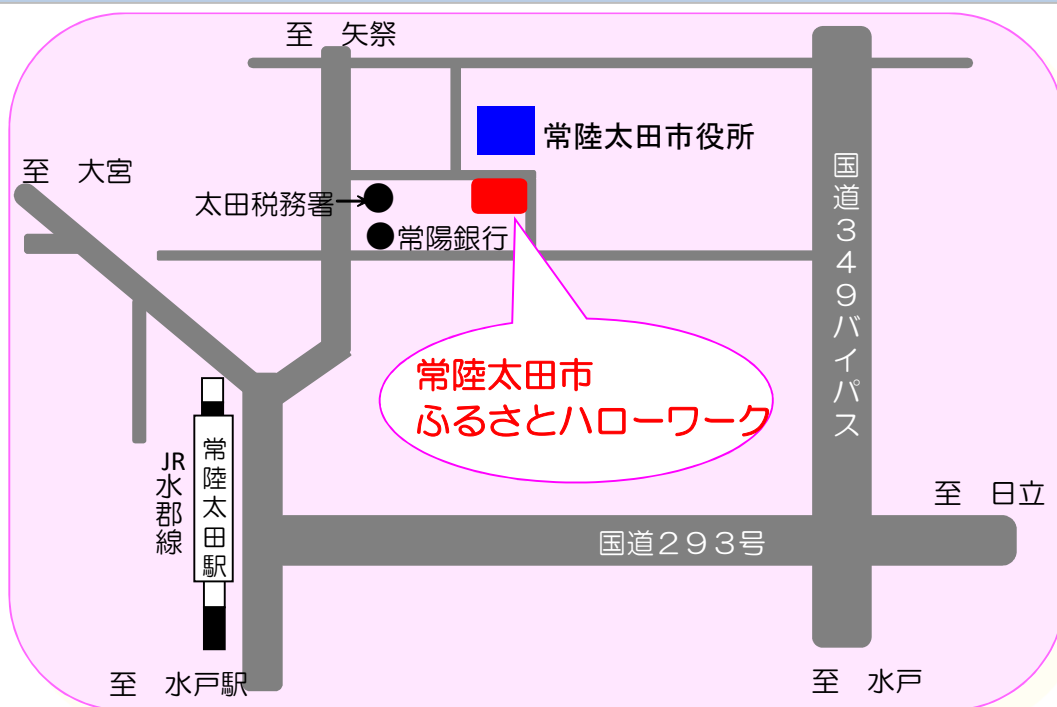 至　矢祭
常陸太田市役所
至　大宮
太田税務署
常陽銀行
国道349バイパス
常陸太田市
ふるさとハローワーク
JR水郡線
常陸太田駅
至　日立
国道293号
至　水戸駅
至　水戸